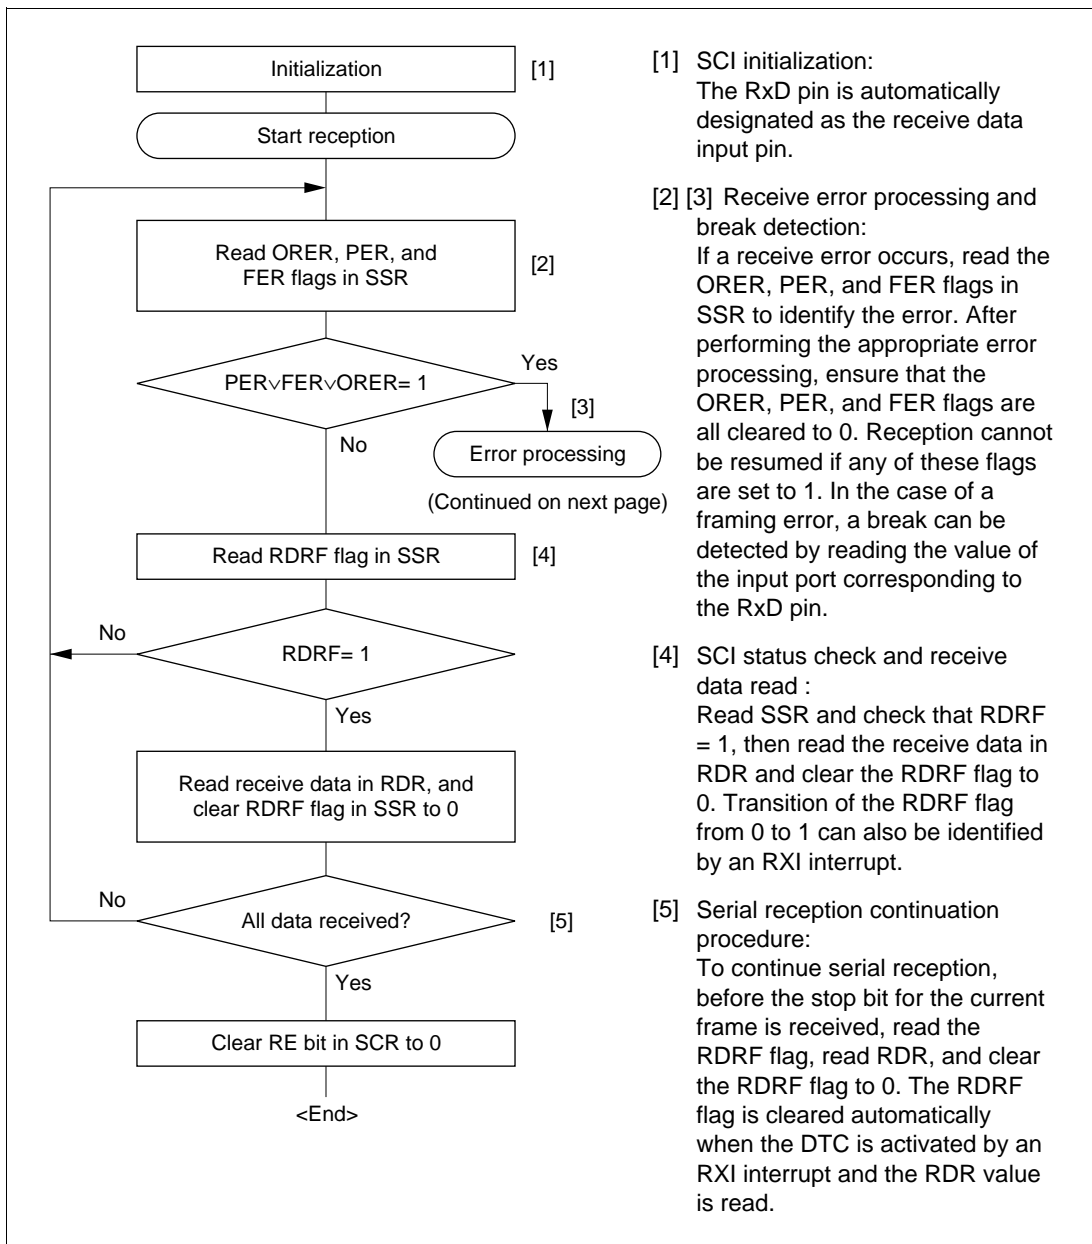 Initialization
[1]
Start reception
Read ORER, PER, and
FER flags in SSR
[2]
PER∨FER∨ORER= 1
Yes
[3]
No
Error processing
(Continued on next page)
Read RDRF flag in SSR
[4]
No
RDRF= 1
Yes
Read receive data in RDR, and
clear RDRF flag in SSR to 0
No
All data received?
[5]
Yes
Clear RE bit in SCR to 0
<End>
[1] SCI initialization:
The RxD pin is automatically
designated as the receive data
input pin.
[2] [3] Receive error processing and
break detection:
If a receive error occurs, read the
ORER, PER, and FER flags in
SSR to identify the error. After
performing the appropriate error
processing, ensure that the
ORER, PER, and FER flags are
all cleared to 0. Reception cannot
be resumed if any of these flags
are set to 1. In the case of a
framing error, a break can be
detected by reading the value of
the input port corresponding to
the RxD pin.
[4] SCI status check and receive
data read :
Read SSR and check that RDRF
= 1, then read the receive data in
RDR and clear the RDRF flag to
0. Transition of the RDRF flag
from 0 to 1 can also be identified
by an RXI interrupt.
[5] Serial reception continuation
procedure:
To continue serial reception,
before the stop bit for the current
frame is received, read the
RDRF flag, read RDR, and clear
the RDRF flag to 0. The RDRF
flag is cleared automatically
when the DTC is activated by an
RXI interrupt and the RDR value
is read.